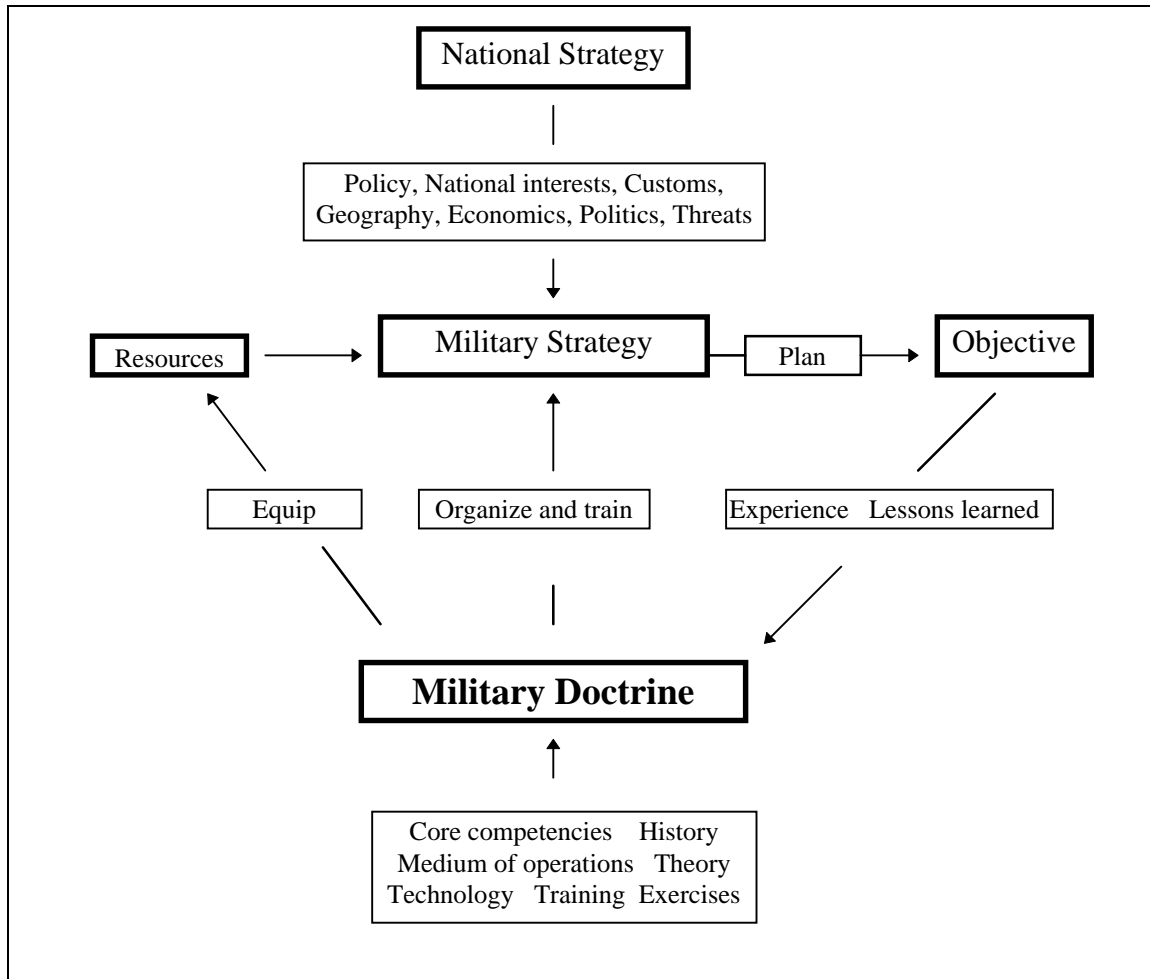 National Strategy
Policy, National interests, Customs,
Geography, Economics, Politics, Threats
Resources
Military Strategy
Plan
Objective
Equip
Organize and train
Experience Lessons learned
Military Doctrine
Core competencies History
Medium of operations Theory
Technology Training Exercises